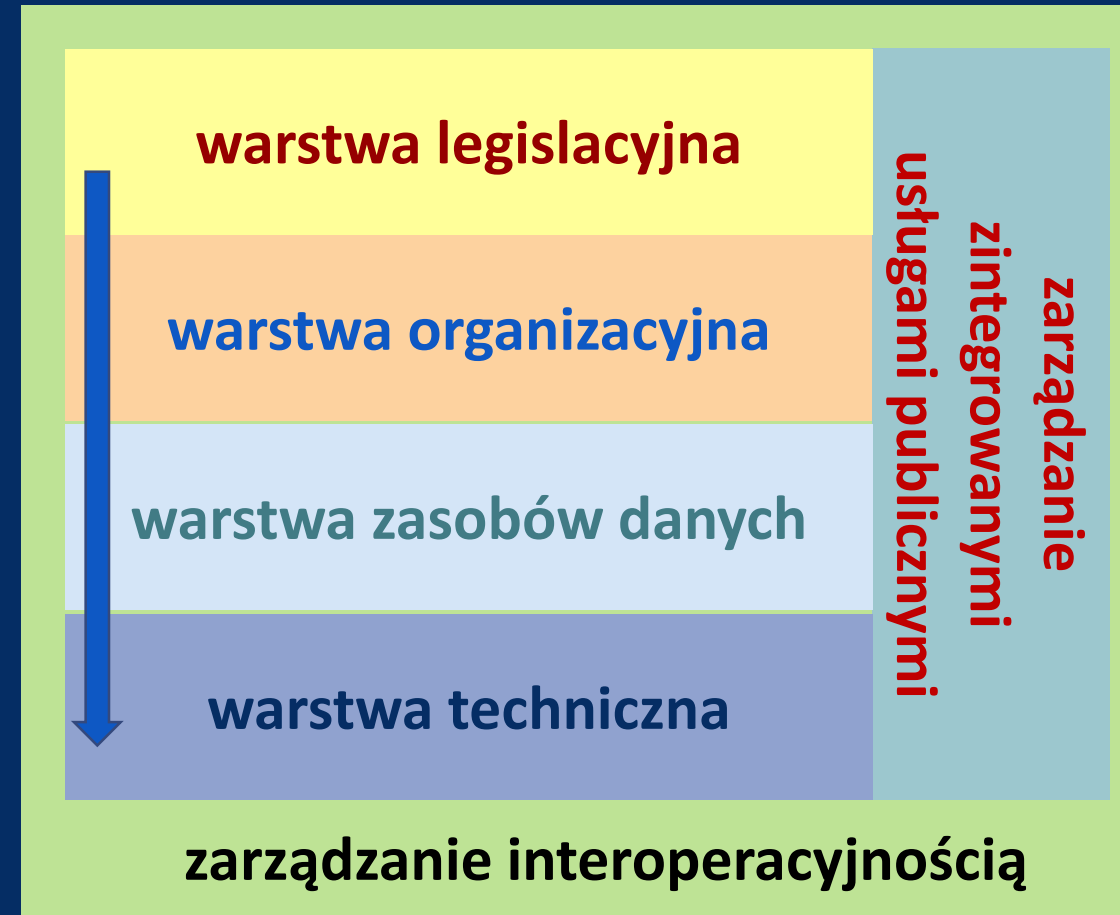 warstwa legislacyjna
warstwa organizacyjna
warstwa zasobów danych
warstwa techniczna
zarządzanie
zintegrowanymi
usługami publicznymi
zarządzanie interoperacyjnością